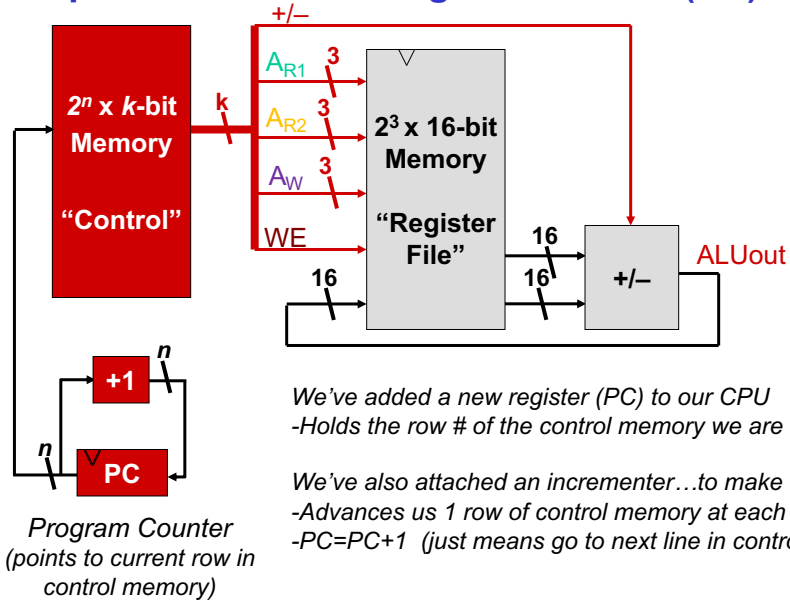 +/–
2ⁿ x k-bit
Memory
"Control"
k
A_R1
3
A_R2
3
A_W
3
WE
16
2³ x 16-bit
Memory
“Register
File”
16
16
+/–
ALUout
+1
n
n
PC
Program Counter
(points to current row in
control memory)
We’ve added a new register (PC) to our CPU
-Holds the row # of the control memory we are
We’ve also attached an incrementer…to make
-Advances us 1 row of control memory at each
-PC=PC+1 (just means go to next line in contro